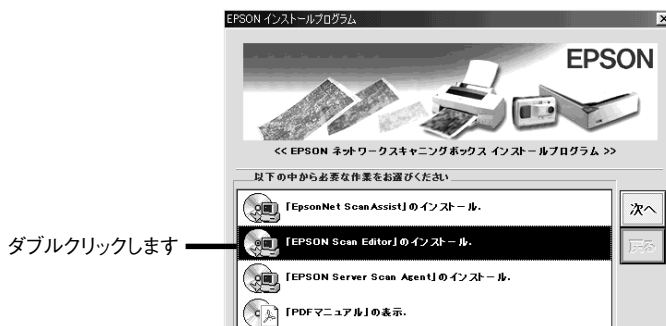 EPSON インストールプログラム
EPSON
<< EPSON ネットワークスキャニングボックス インストールプログラム >>
以下の中から必要な作業をお選びください
「EpsonNet ScanAssist」のインストール.
次へ
ダブルクリックします
「EPSON Scan Editor」のインストール.
戻る
「EPSON Server Scan Agent」のインストール.
「PDFマニュアル」の表示.